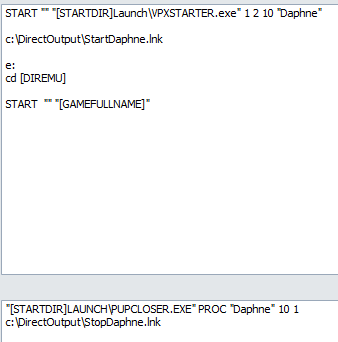 START "" "[STARTDIR]Launch\VPXSTARTER.exe" 1 2 10 "Daphne"
c:\DirectOutput\StartDaphne.lnk
e:
cd [DIREMU]
START  "" "[GAMEFULLNAME]"
"[STARTDIR]LAUNCH\PUPCLOSER.EXE" PROC "Daphne" 10 1
c:\DirectOutput\StopDaphne.lnk